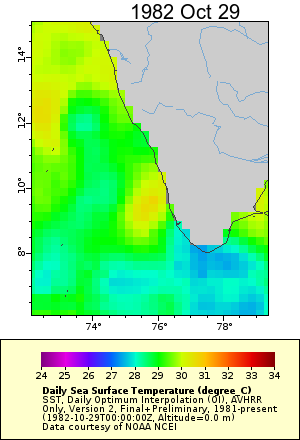 1982 Oct 29
14°
12°
10°
8°
74°
76°
78°
24 25 26 27 28 29 30 31 32 33 34
Daily Sea Surface Temperature (degree_C)
SST, Daily Optimum Interpolation (OI), AVHRR
Only, Version 2, Final+Preliminary, 1981-present
(1982-10-29T00:00:00Z, Altitude=0.0 m)
Data courtesy of NOAA NCEI